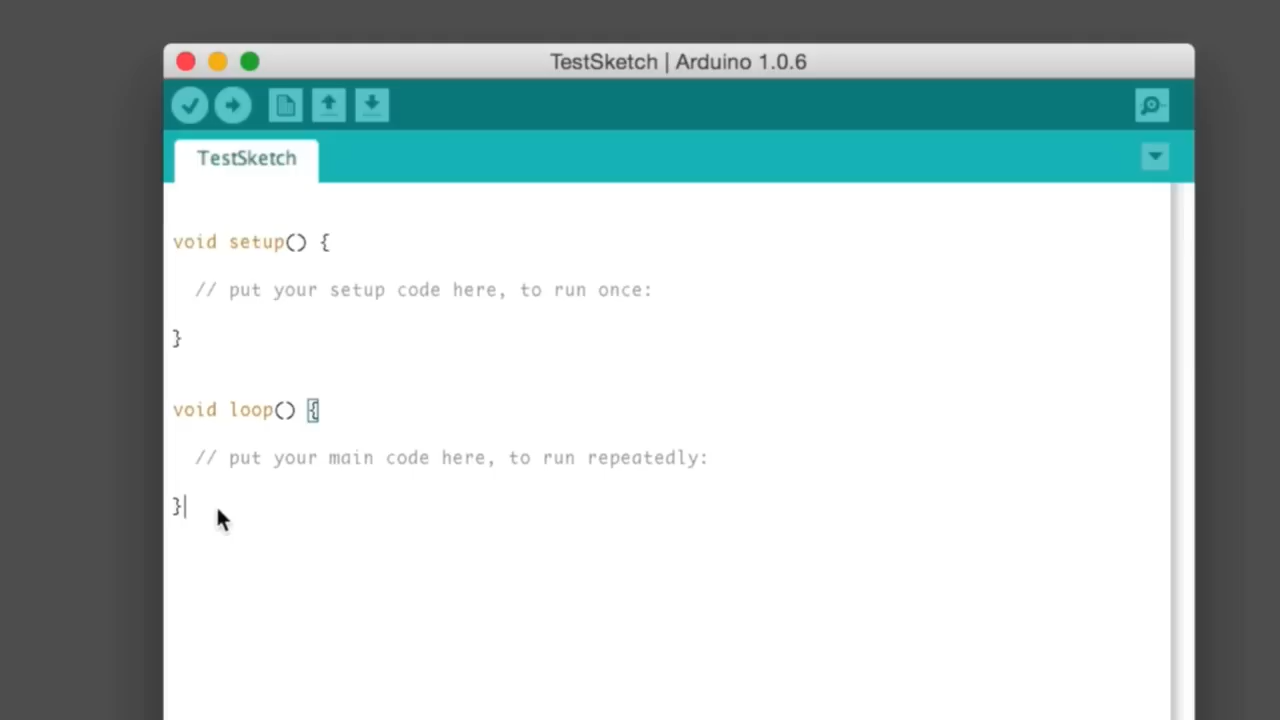 TestSketch | Arduino 1.0.6
TestSketch
void setup() {
// put your setup code here, to run once:
}
void loop() {
// put your main code here, to run repeatedly:
}